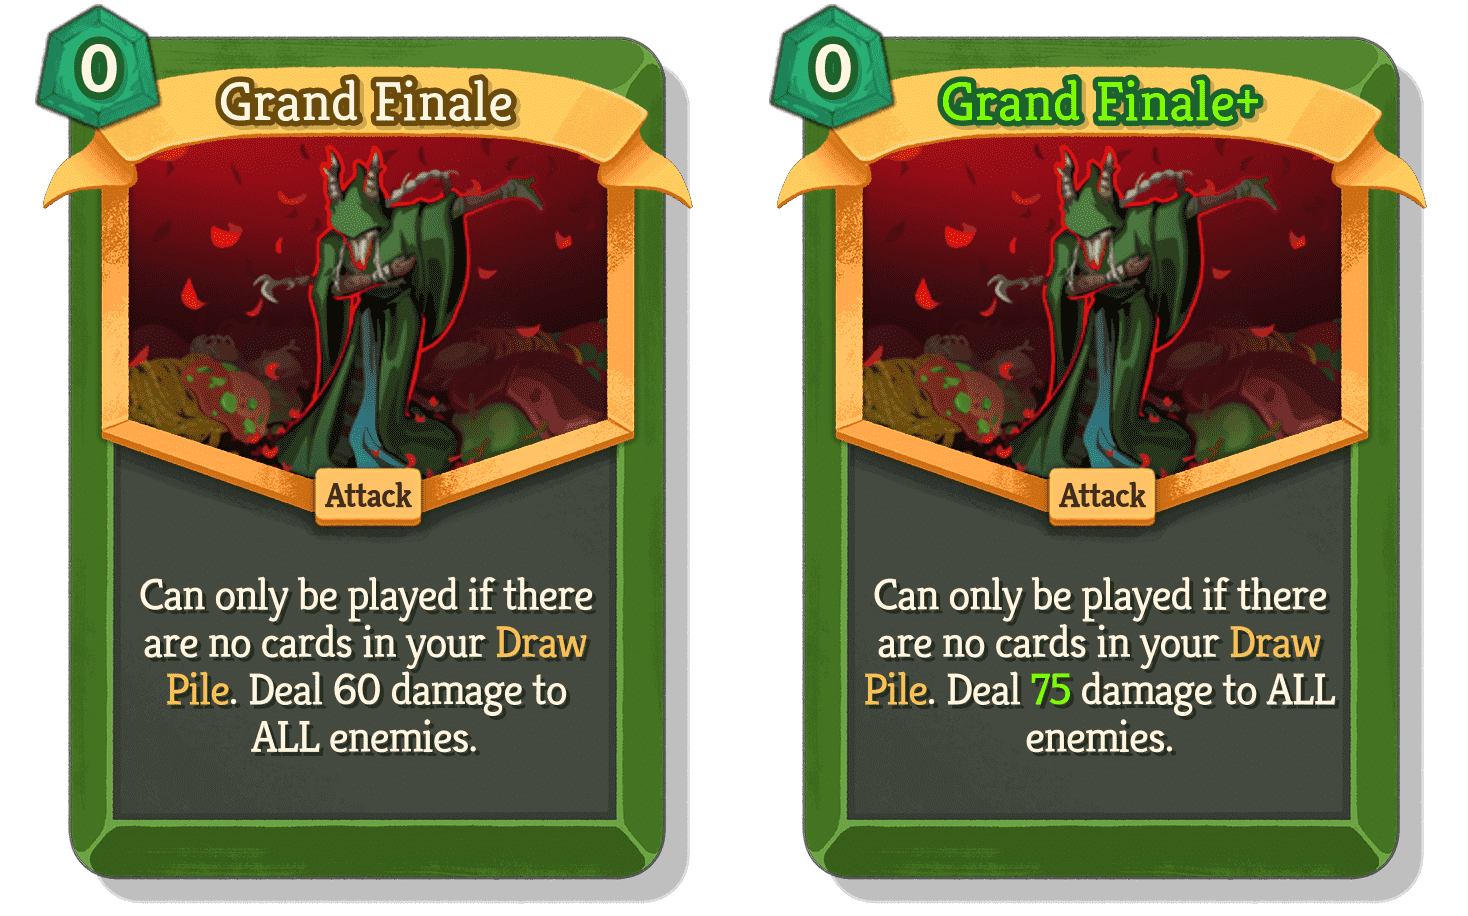 0
Grand Finale
Attack
Can only be played if there
are no cards in your Draw
Pile. Deal 60 damage to
ALL enemies.
0
Grand Finale+
Attack
Can only be played if there
are no cards in your Draw
Pile. Deal 75 damage to ALL
enemies.